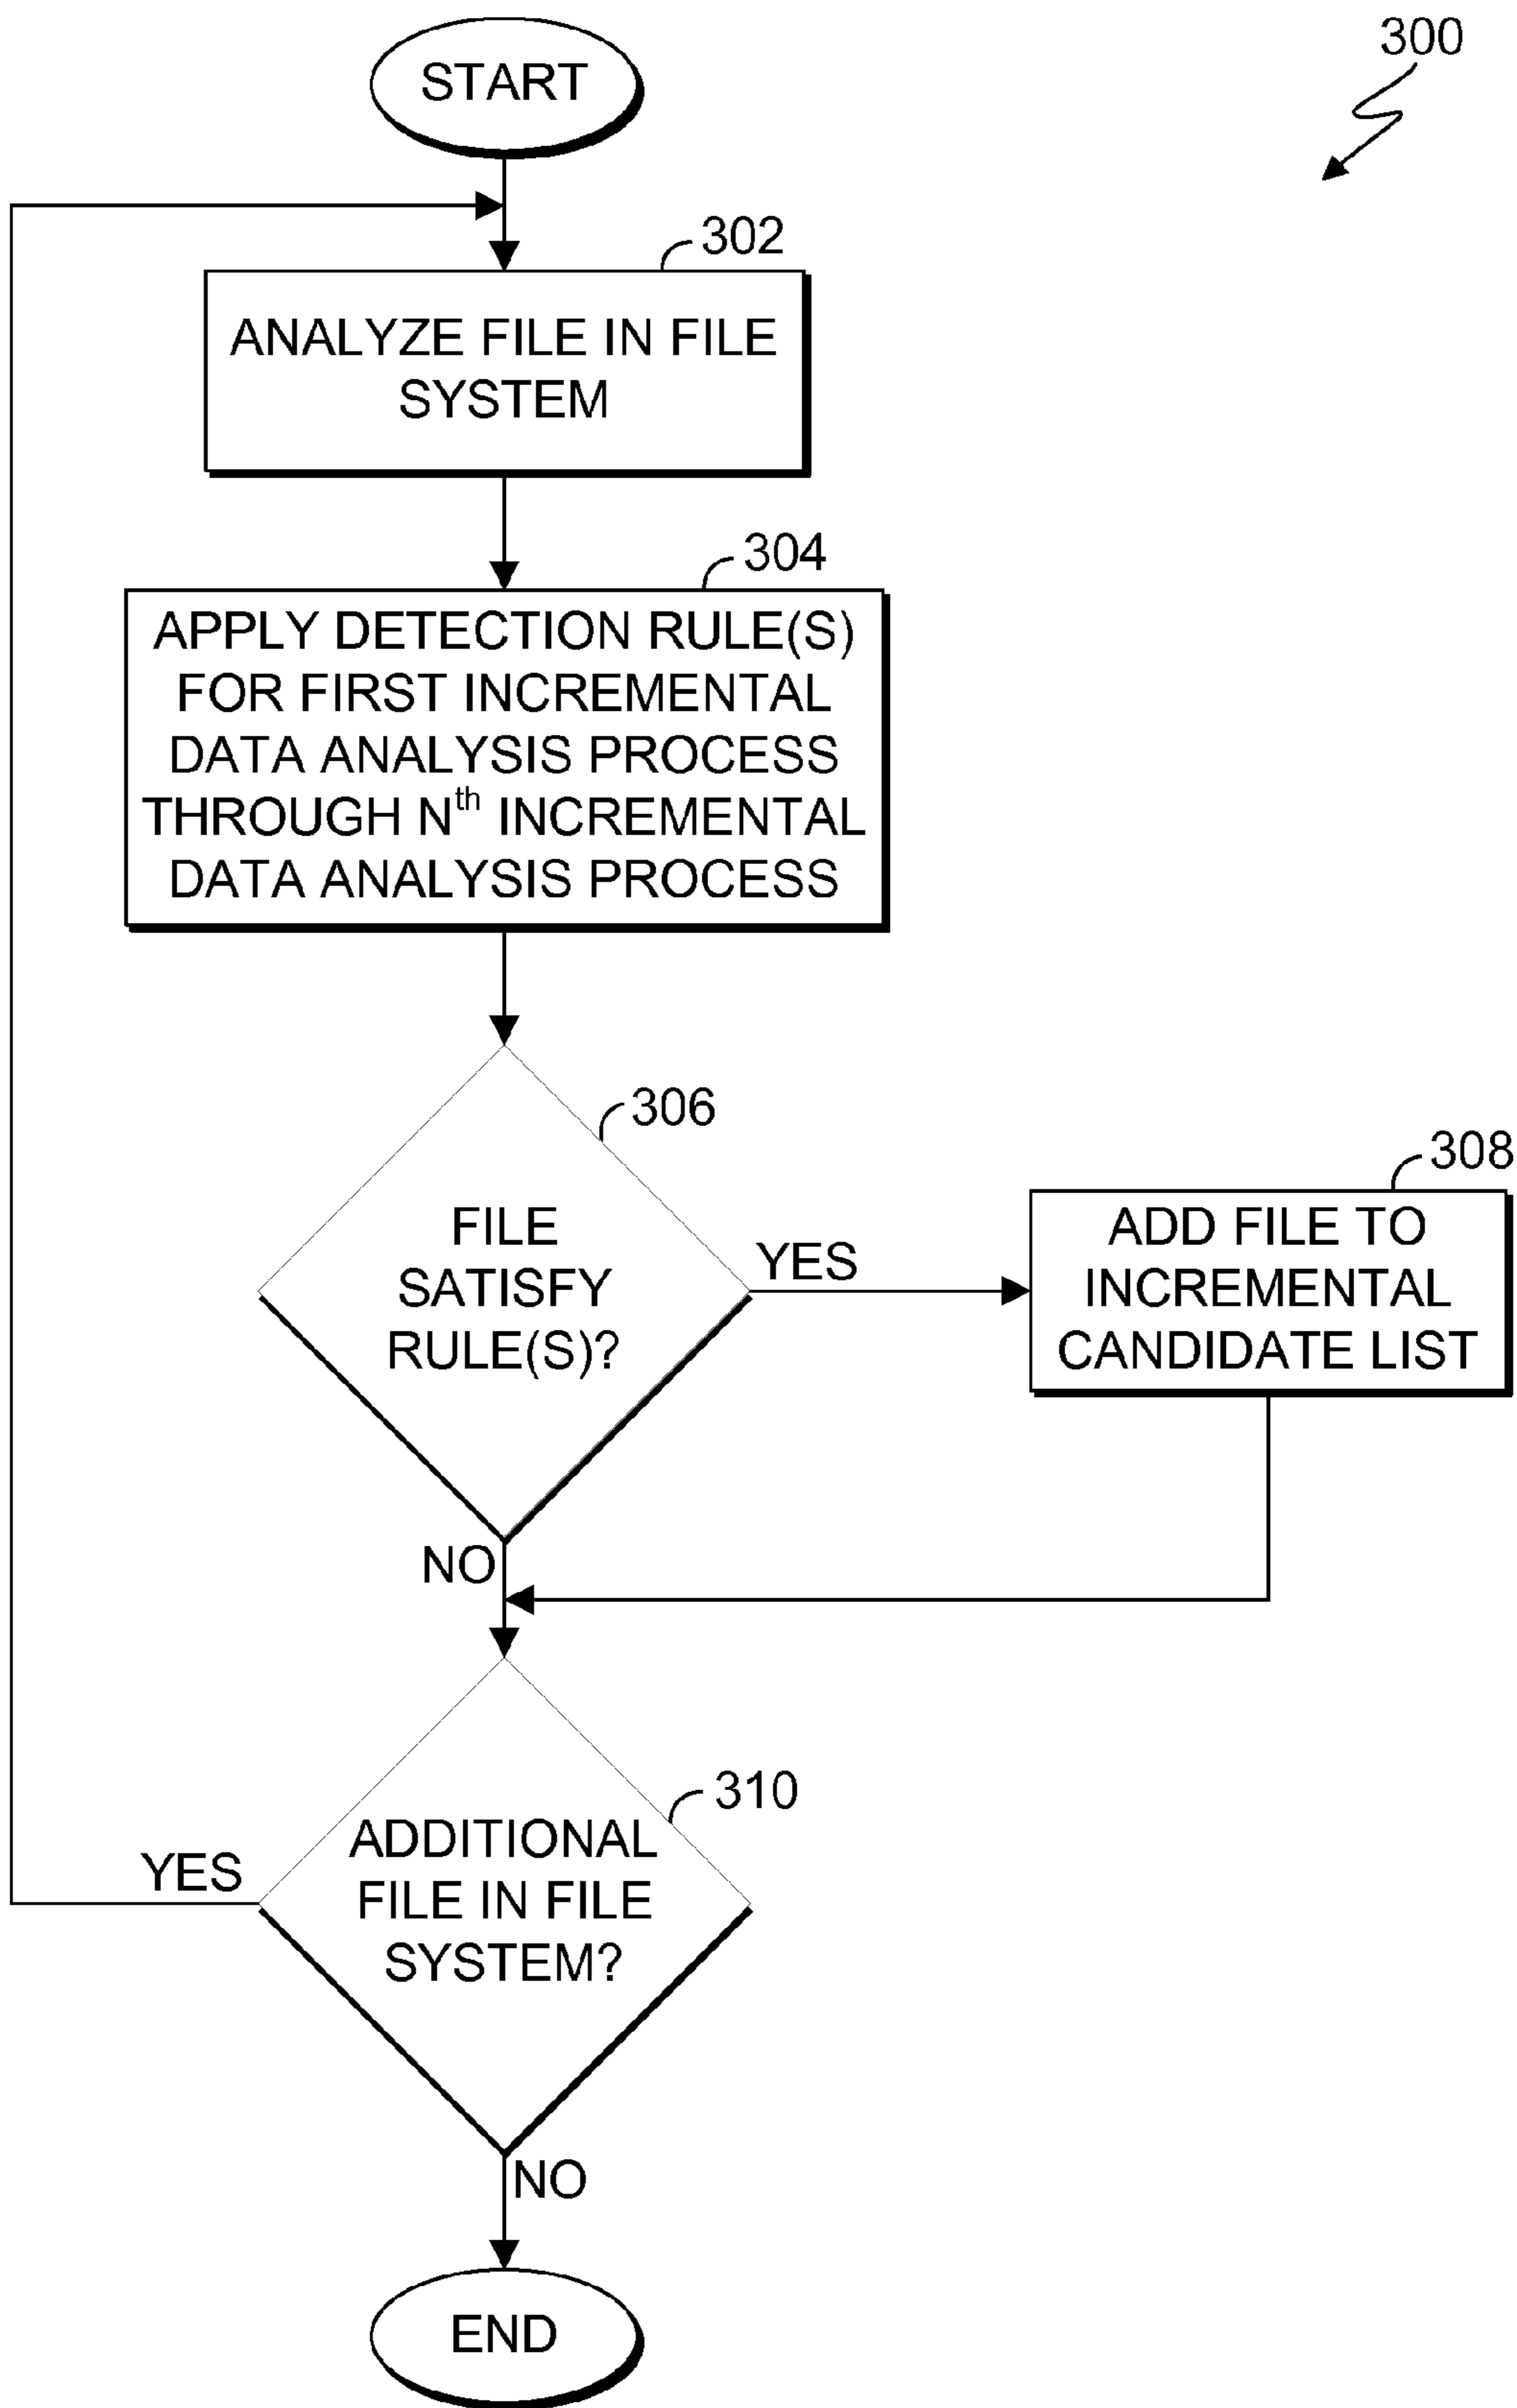 START
300
302
ANALYZE FILE IN FILE
SYSTEM
304
APPLY DETECTION RULE(S)
FOR FIRST INCREMENTAL
DATA ANALYSIS PROCESS
THROUGH Nth INCREMENTAL
DATA ANALYSIS PROCESS
306
FILE
SATISFY
RULE(S)?
YES
308
ADD FILE TO
INCREMENTAL
CANDIDATE LIST
NO
310
ADDITIONAL
FILE IN FILE
SYSTEM?
YES
NO
END